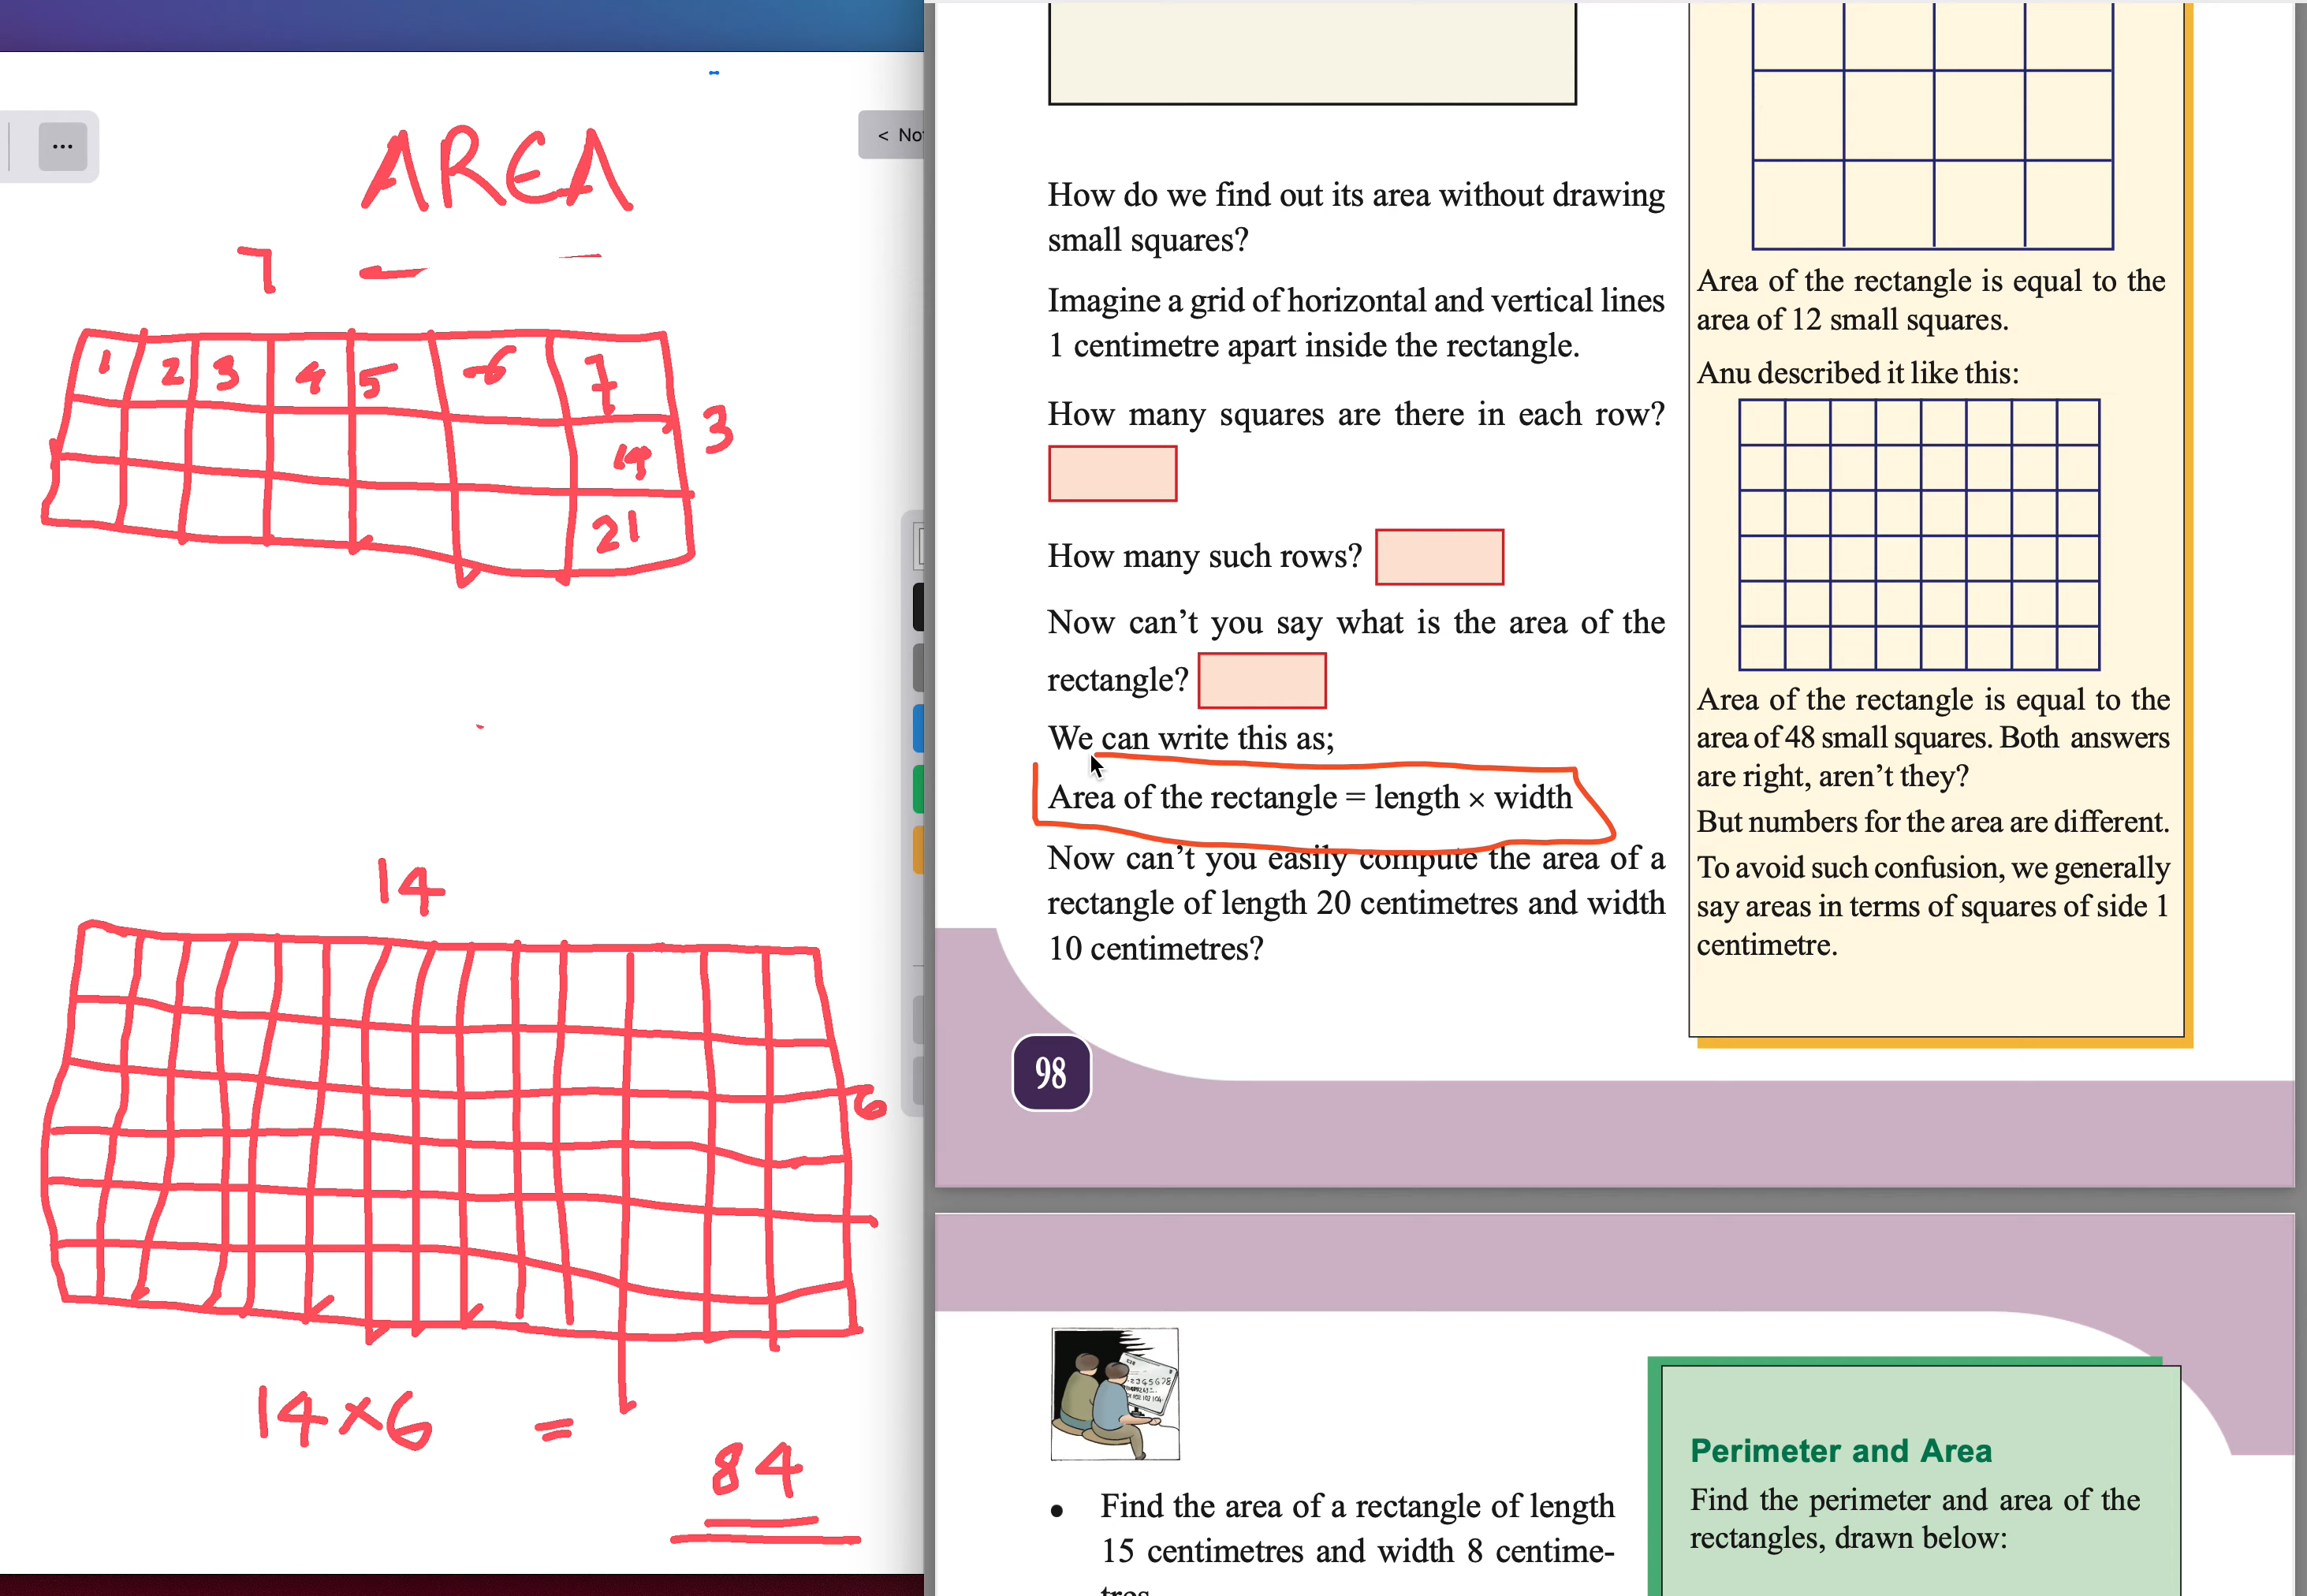 ...
< No
AREA
7
1 2 3 4 5 6 7
14
21
3
14
6
14×6 =
84
How do we find out its area without drawing
small squares?
Imagine a grid of horizontal and vertical lines
1 centimetre apart inside the rectangle.
How many squares are there in each row?
How many such rows?
Now can’t you say what is the area of the
rectangle?
We can write this as;
Area of the rectangle = length × width
Now can’t you easily compute the area of a
rectangle of length 20 centimetres and width
10 centimetres?
98
Area of the rectangle is equal to the
area of 12 small squares.
Anu described it like this:
Area of the rectangle is equal to the
area of 48 small squares. Both answers
are right, aren’t they?
But numbers for the area are different.
To avoid such confusion, we generally
say areas in terms of squares of side 1
centimetre.
• Find the area of a rectangle of length
15 centimetres and width 8 centime-
Perimeter and Area
Find the perimeter and area of the
rectangles, drawn below: